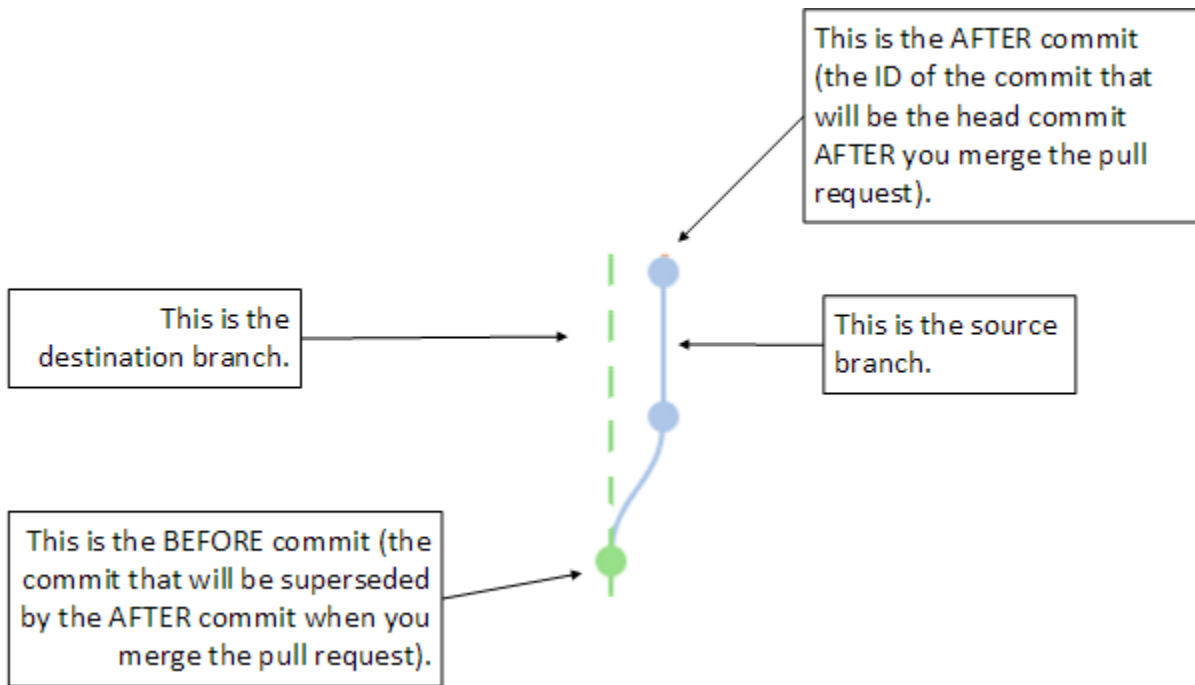 This is the AFTER commit
(the ID of the commit that
will be the head commit
AFTER you merge the pull
request).
This is the
destination branch.
This is the source
branch.
This is the BEFORE commit (the
commit that will be superseded
by the AFTER commit when you
merge the pull request).